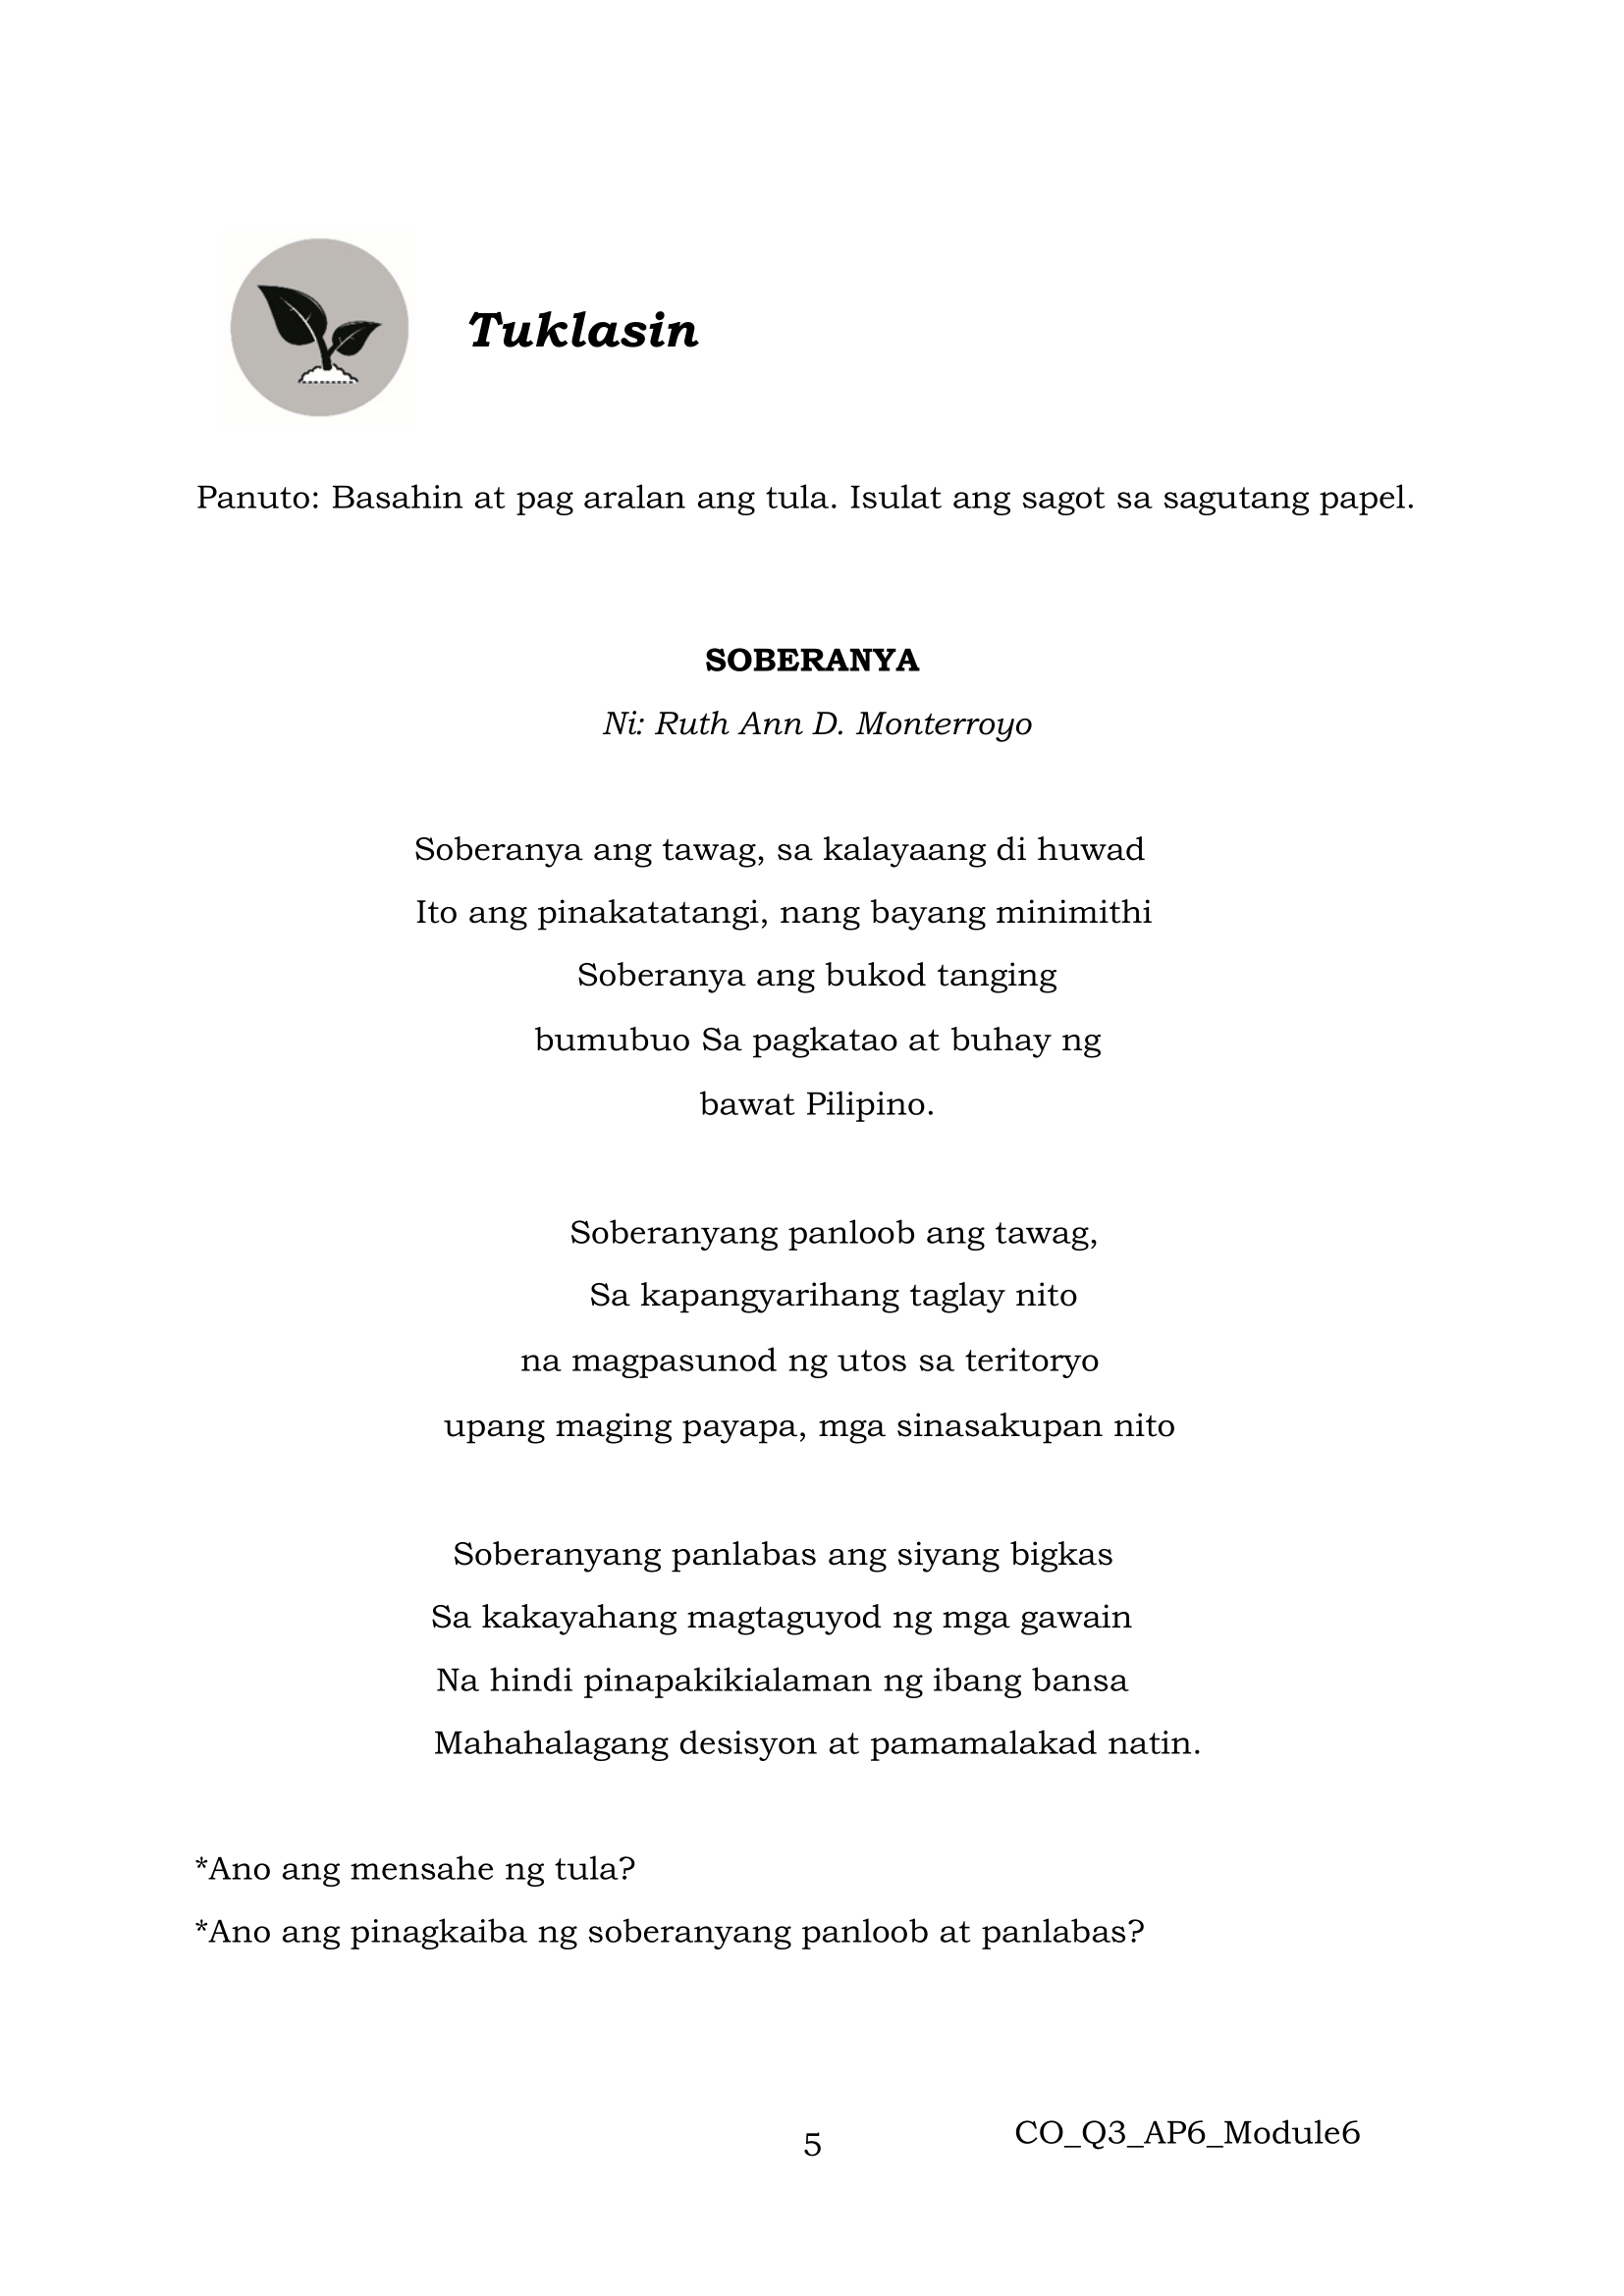 Tuklasin
Panuto: Basahin at pag aralan ang tula. Isulat ang sagot sa sagutang papel.
SOBERANYA
Ni: Ruth Ann D. Monterroyo
Soberanya ang tawag, sa kalayaang di huwad
Ito ang pinakatatangi, nang bayang minimithi
Soberanya ang bukod tanging
bumubuo Sa pagkatao at buhay ng
bawat Pilipino.
Soberanyang panloob ang tawag,
Sa kapangyarihang taglay nito
na magpasunod ng utos sa teritoryo
upang maging payapa, mga sinasakupan nito
Soberanyang panlabas ang siyang bigkas
Sa kakayahang magtaguyod ng mga gawain
Na hindi pinapakikialaman ng ibang bansa
Mahahalagang desisyon at pamamalakad natin.
*Ano ang mensahe ng tula?
*Ano ang pinagkaiba ng soberanyang panloob at panlabas?
5
CO_Q3_AP6_Module6